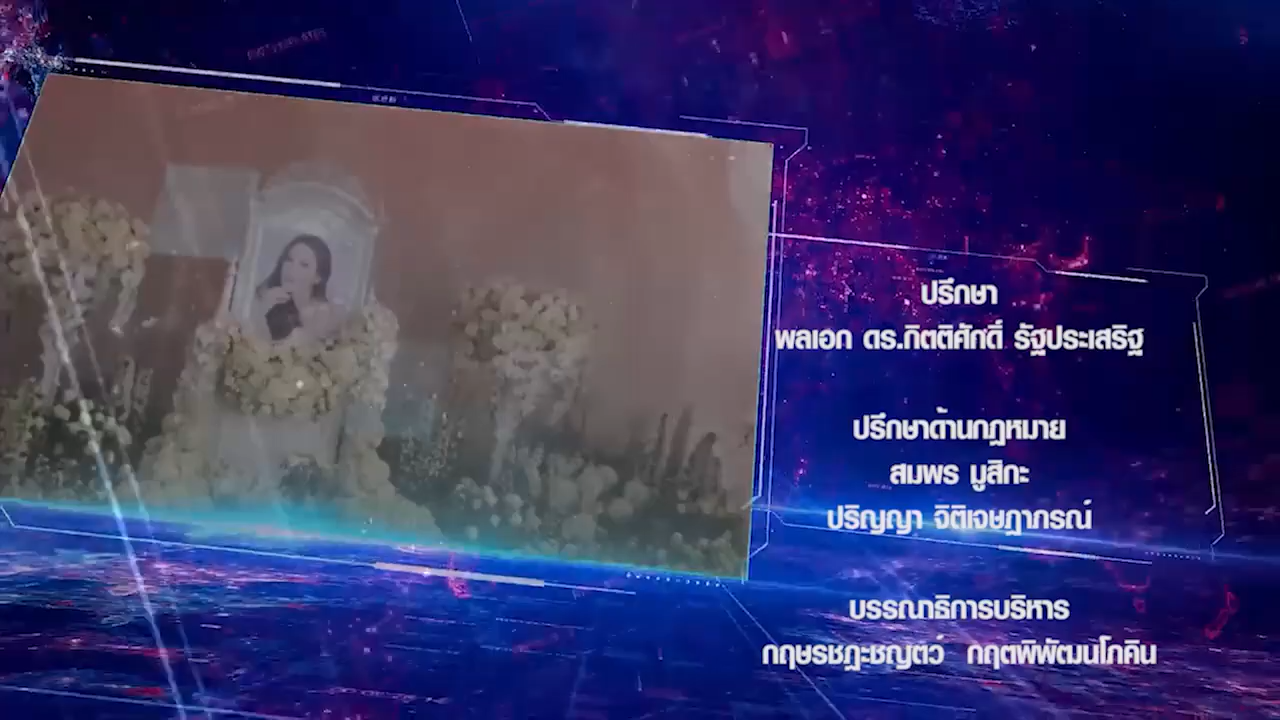 ปรึกษา
พลเอก ดร.กิตติศักดิ์ รัฐประเสริฐ
ปรึกษาด้านกฎหมาย
สมพร มูสิกะ
ปริญญา จิติเจษฎาภรณ์
บรรณาธิการบริหาร
กฤษรชฎะชญตว์ กฤตพิพัฒนโภคิน